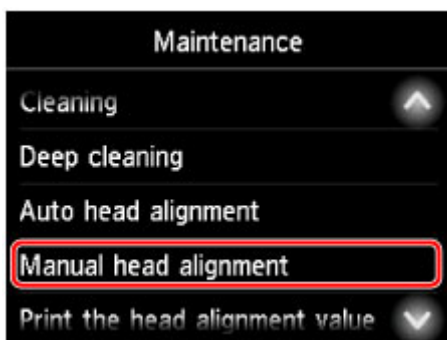 Maintenance
Cleaning
Deep cleaning
Auto head alignment
Manual head alignment
Print the head alignment value